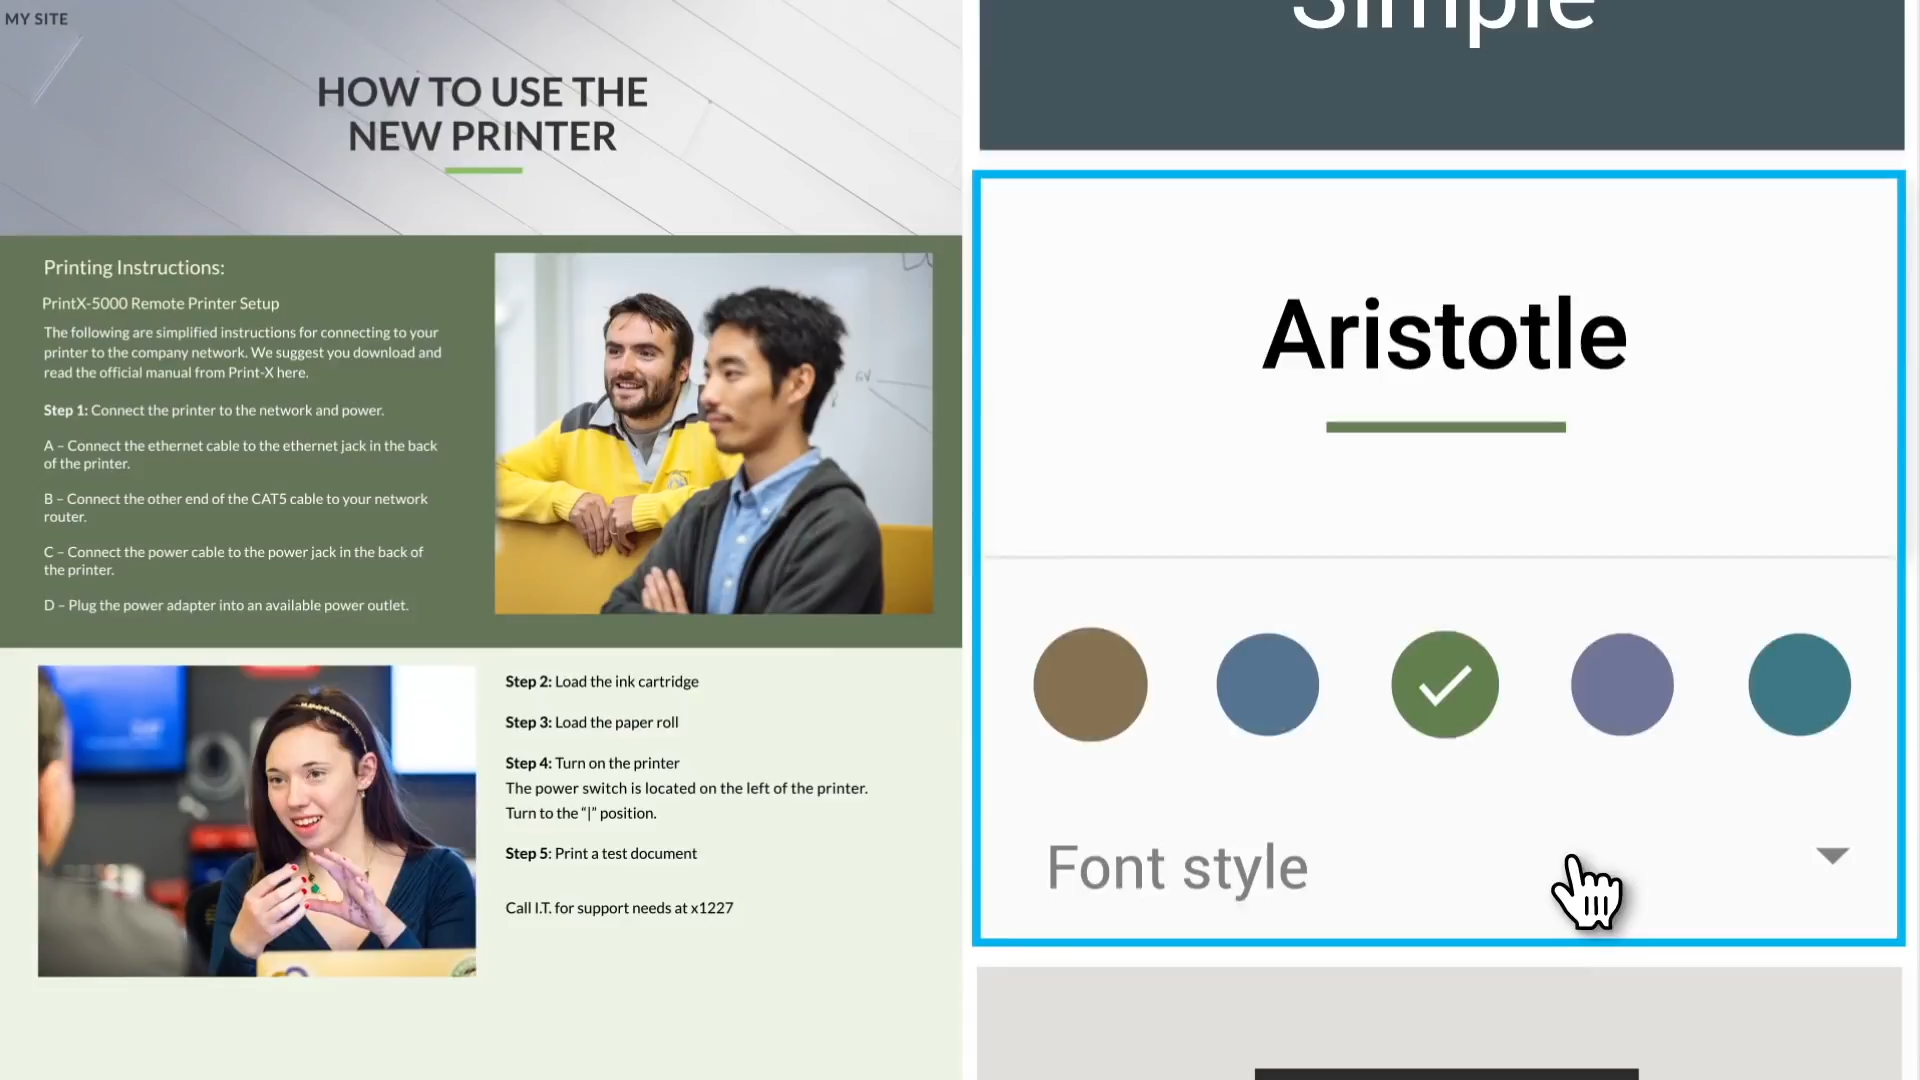 MY SITE
HOW TO USE THE
NEW PRINTER
Printing Instructions:
PrintX-5000 Remote Printer Setup
The following are simplified instructions for connecting to your
printer to the company network. We suggest you download and
read the official manual from Print-X here.
Step 1: Connect the printer to the network and power.
A – Connect the ethernet cable to the ethernet jack in the back
of the printer.
B – Connect the other end of the CAT5 cable to your network
router.
C – Connect the power cable to the power jack in the back of
the printer.
D – Plug the power adapter into an available power outlet.
Step 2: Load the ink cartridge
Step 3: Load the paper roll
Step 4: Turn on the printer
The power switch is located on the left of the printer.
Turn to the “|” position.
Step 5: Print a test document
Call I.T. for support needs at x1227
Simple
Aristotle
Font style